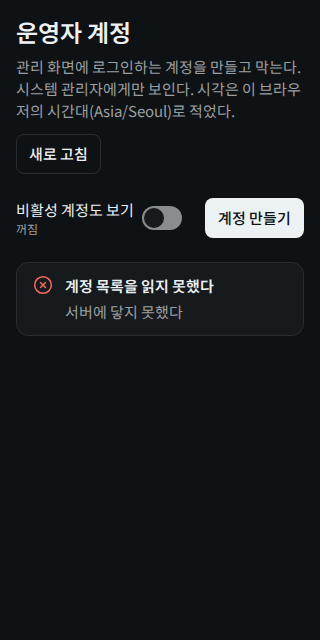 운영자 계정
관리 화면에 로그인하는 계정을 만들고 막는다.
시스템 관리자에게만 보인다. 시각은 이 브라우
저의 시간대(Asia/Seoul)로 적었다.
새로 고침
비활성 계정도 보기
꺼짐
계정 만들기
계정 목록을 읽지 못했다
서버에 닿지 못했다